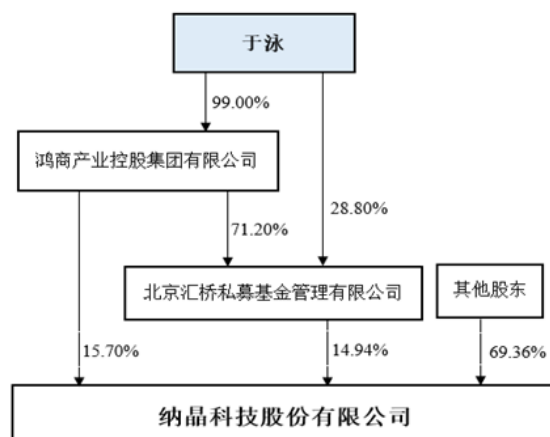 于泳
99.00%
鸿商产业控股集团有限公司
71.20%
28.80%
北京汇桥私募基金管理有限公司
其他股东
15.70%
14.94%
69.36%
纳晶科技股份有限公司